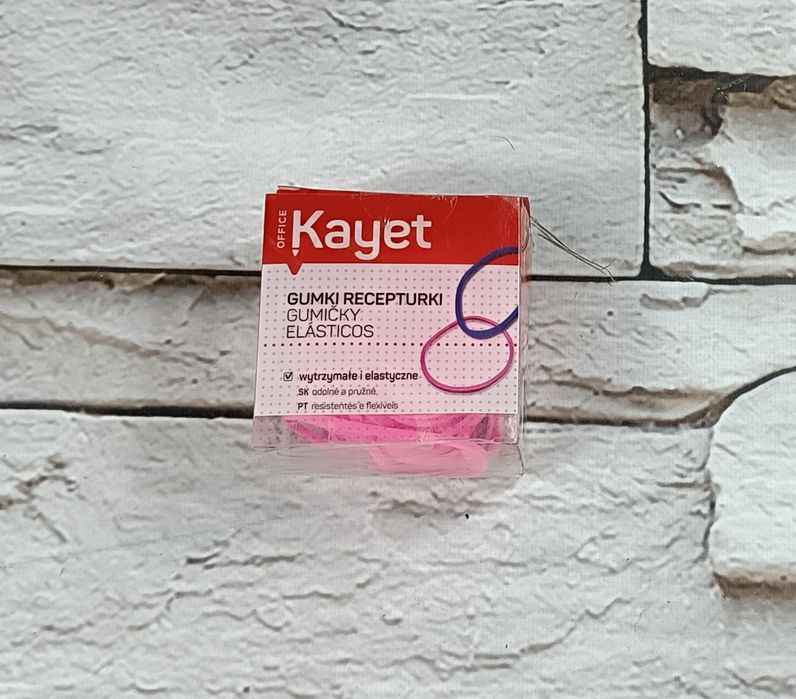 OFFICE
Kayet
GUMKI RECEPTURKI
GUMIČKY
ELÁSTICOS
wytrzymałe i elastyczne
SK odolné a pružné
PT resistentes e flexíveis